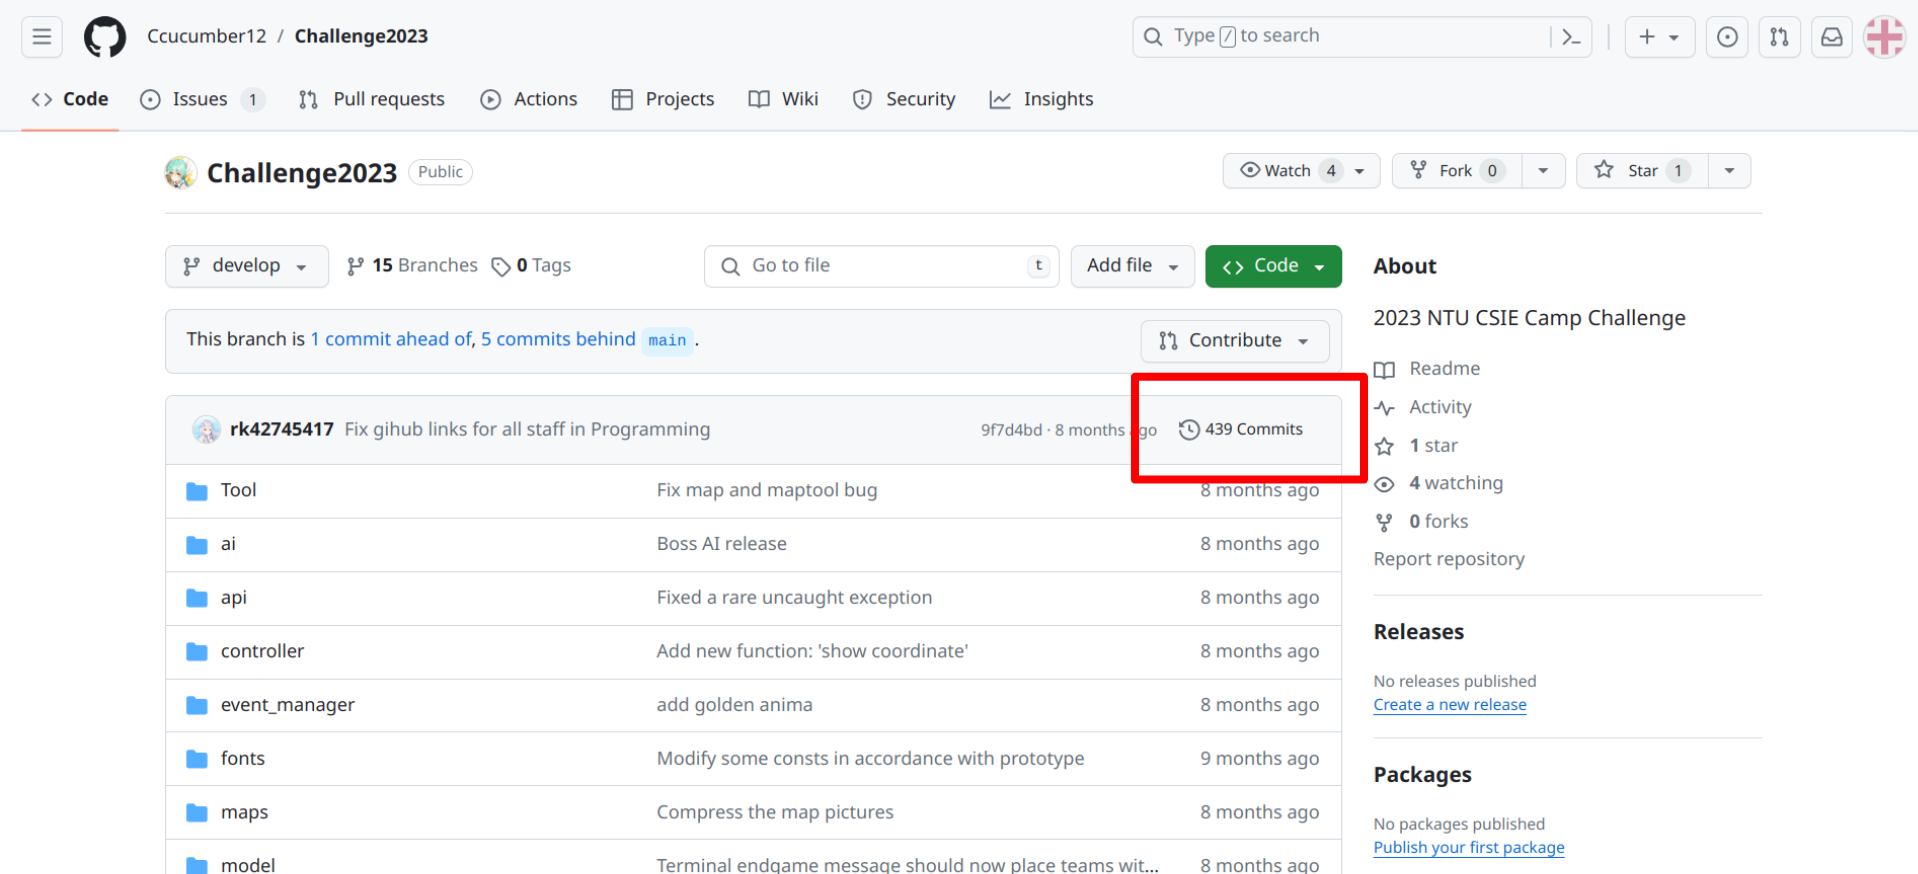 Ccucumber12 / Challenge2023
Type / to search
Code Issues 1 Pull requests Actions Projects Wiki Security Insights
Challenge2023 Public
Watch 4 Fork 0 Star 1
develop 15 Branches 0 Tags Go to file t Add file Code
This branch is 1 commit ahead of, 5 commits behind main .
Contribute
rk42745417 Fix gihub links for all staff in Programming 9f7d4bd · 8 months ago 439 Commits
Tool Fix map and maptool bug 8 months ago
ai Boss AI release 8 months ago
api Fixed a rare uncaught exception 8 months ago
controller Add new function: 'show coordinate' 8 months ago
event_manager add golden anima 8 months ago
fonts Modify some consts in accordance with prototype 9 months ago
maps Compress the map pictures 8 months ago
model Terminal endgame message should now place teams wit... 8 months ago
About
2023 NTU CSIE Camp Challenge
Readme
Activity
1 star
4 watching
0 forks
Report repository
Releases
No releases published
Create a new release
Packages
No packages published
Publish your first package